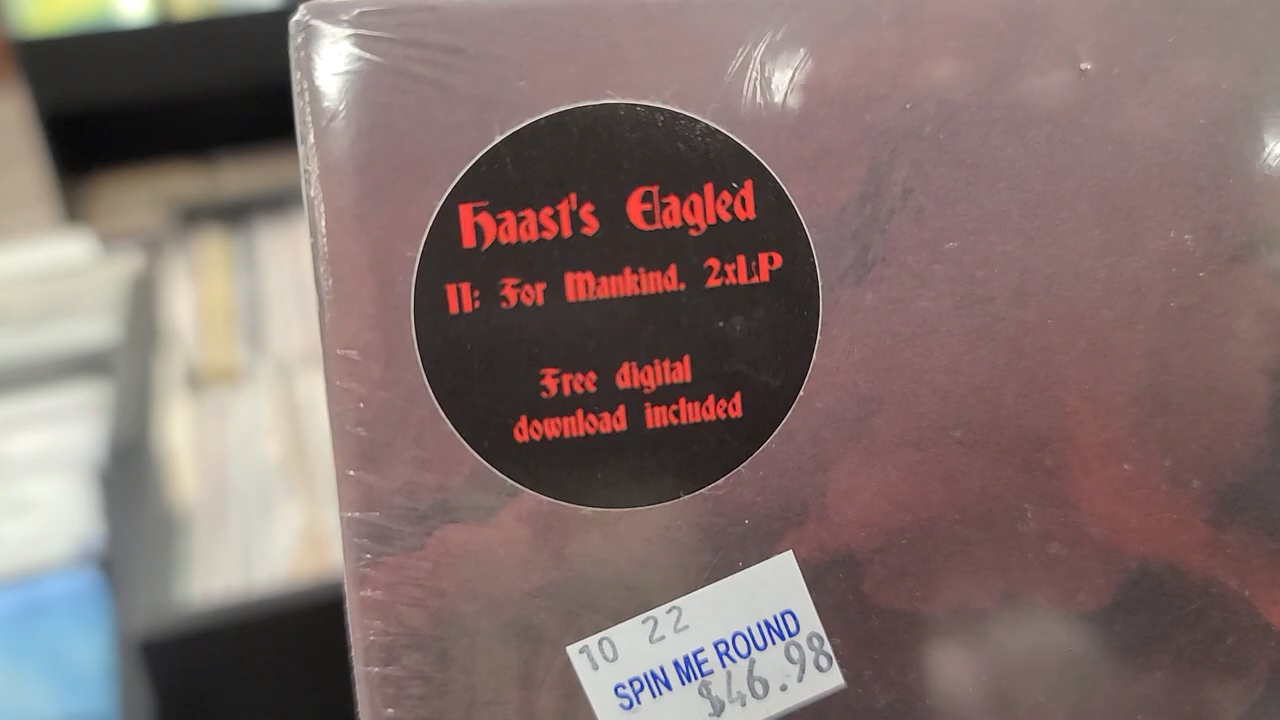 Haast's Eagled
II: For Mankind. 2xLP
Free digital
download included
10 22
SPIN ME ROUND
$46.98